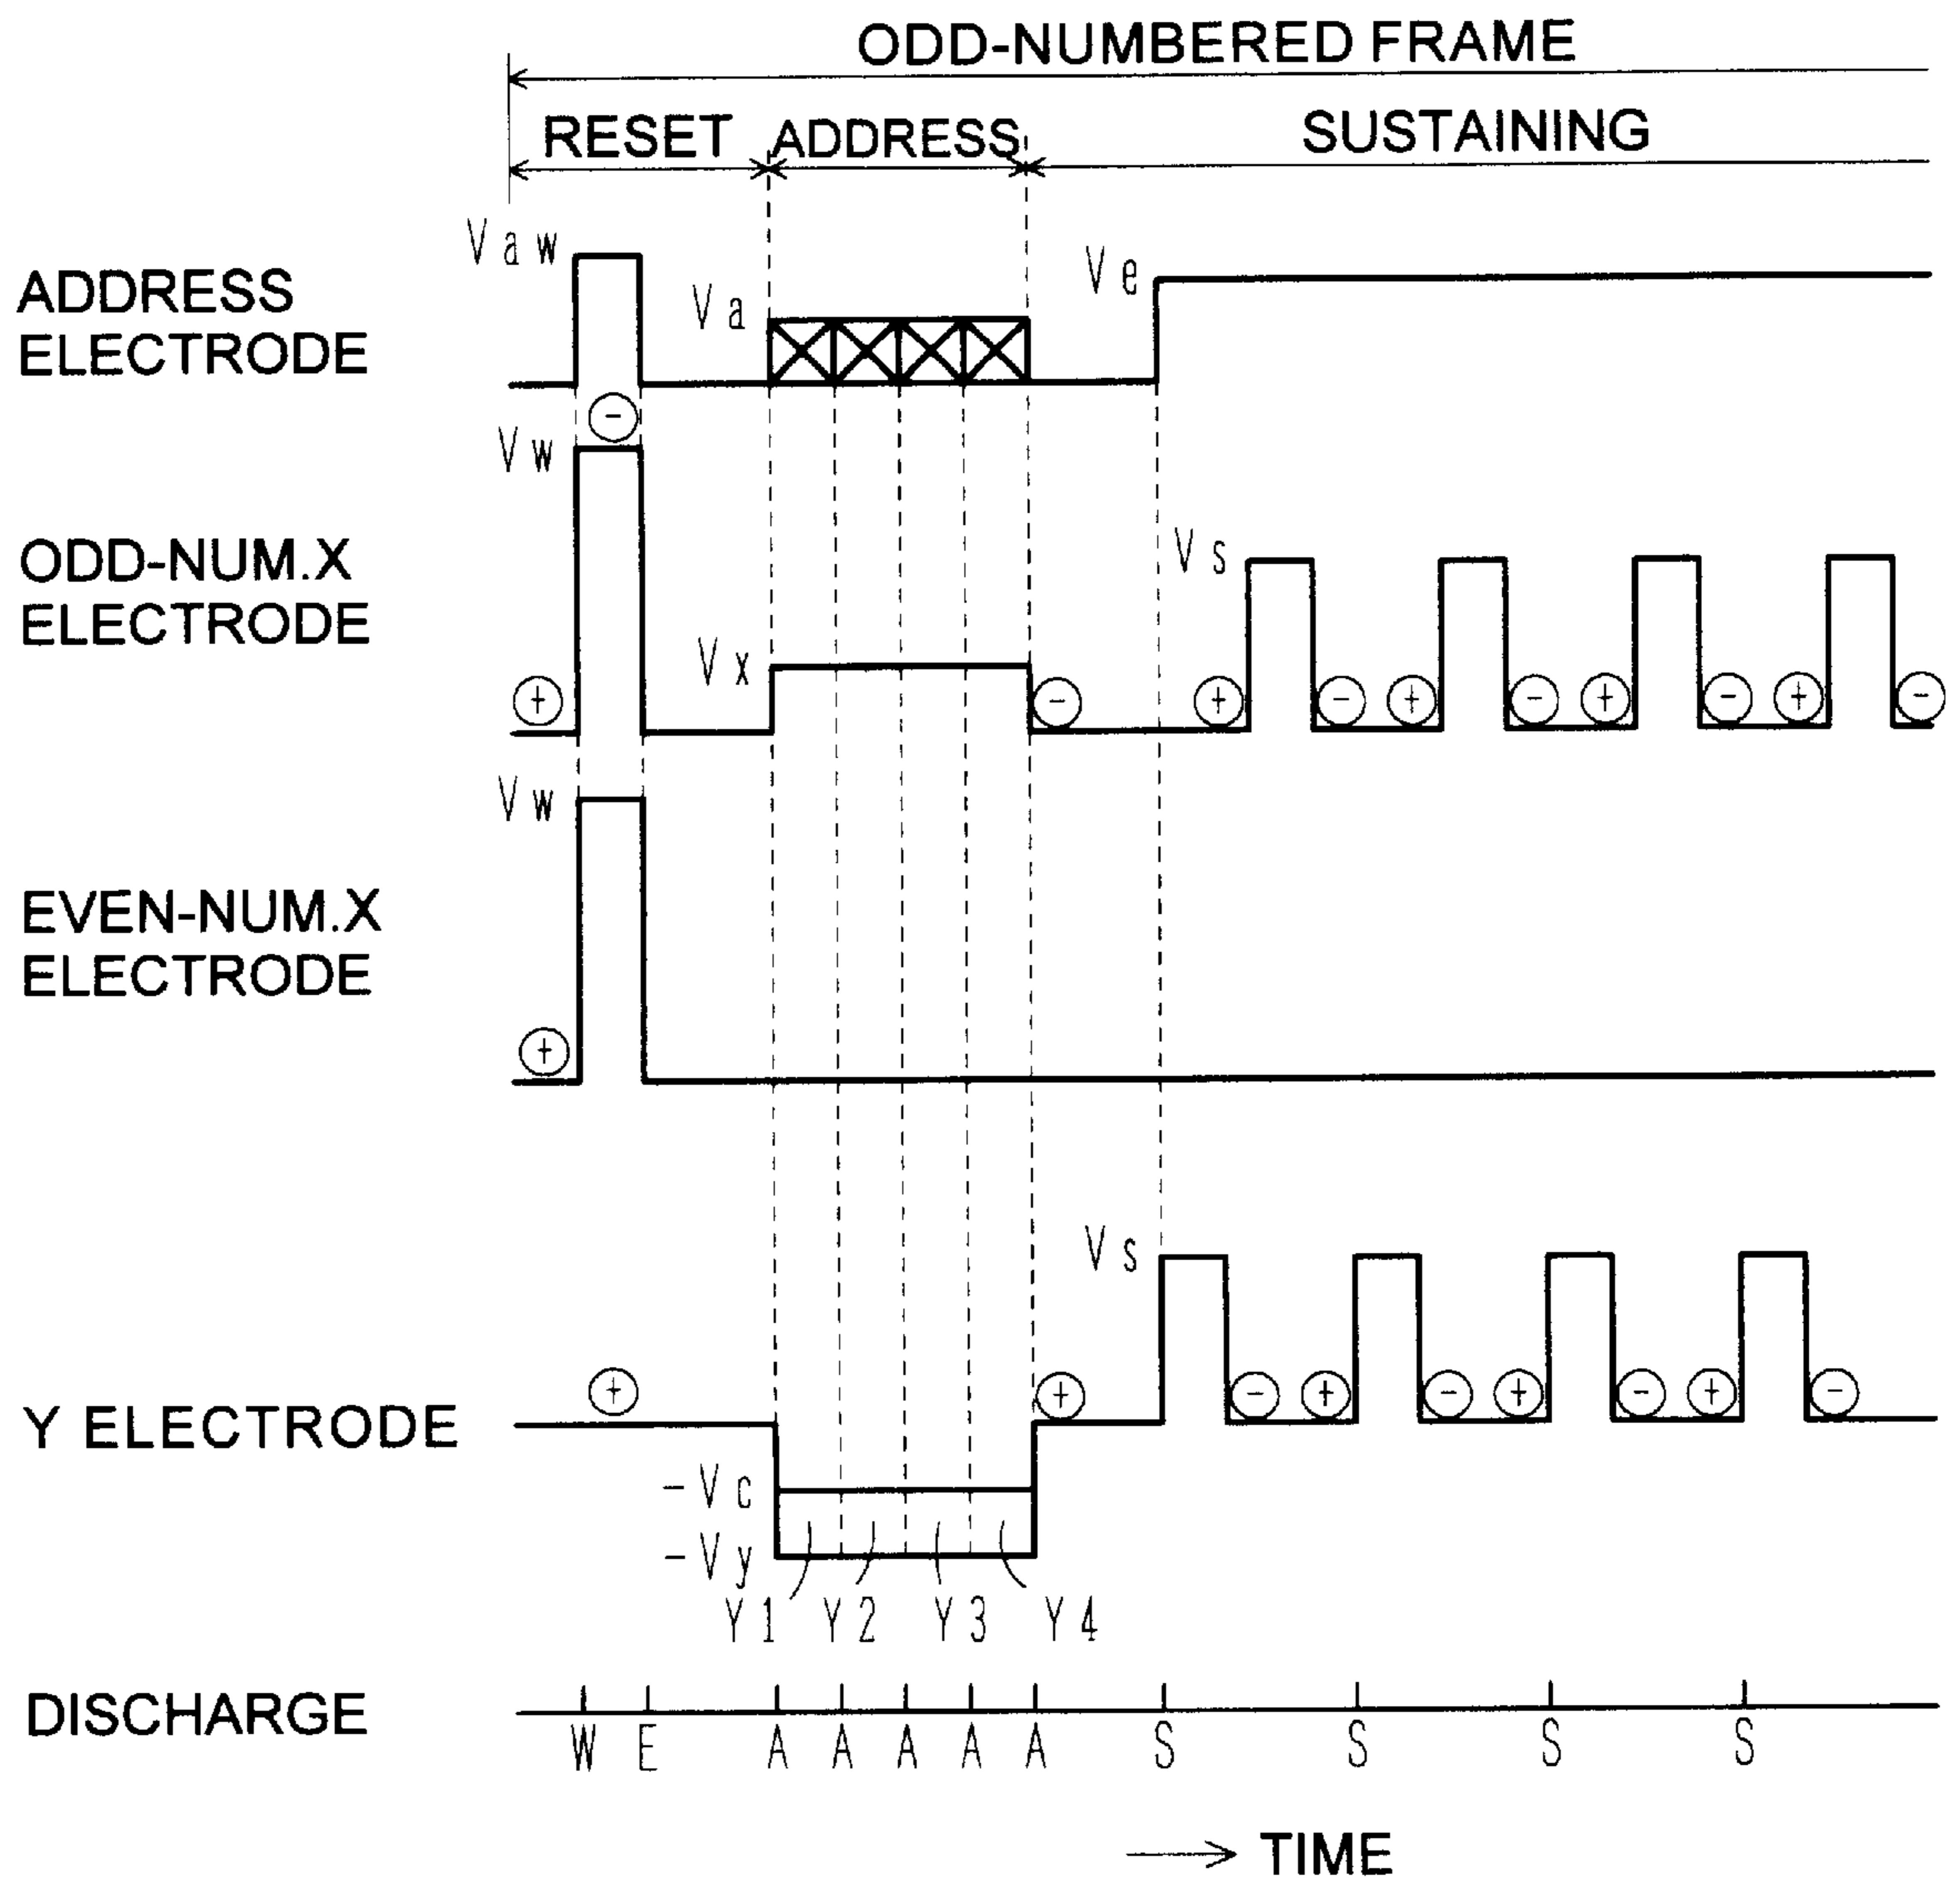 ODD-NUMBERED FRAME
RESET ADDRESS SUSTAINING
Vaw
ADDRESS
ELECTRODE
Va
Ve
-
Vw
ODD-NUM.X
ELECTRODE
Vs
Vx
+ - + - + - + - + -
Vw
EVEN-NUM.X
ELECTRODE
+
Vs
Y ELECTRODE
+ + - + - + - + -
-Vc
-Vy
Y1 Y2 Y3 Y4
DISCHARGE
W E A A A A A S S S S
TIME